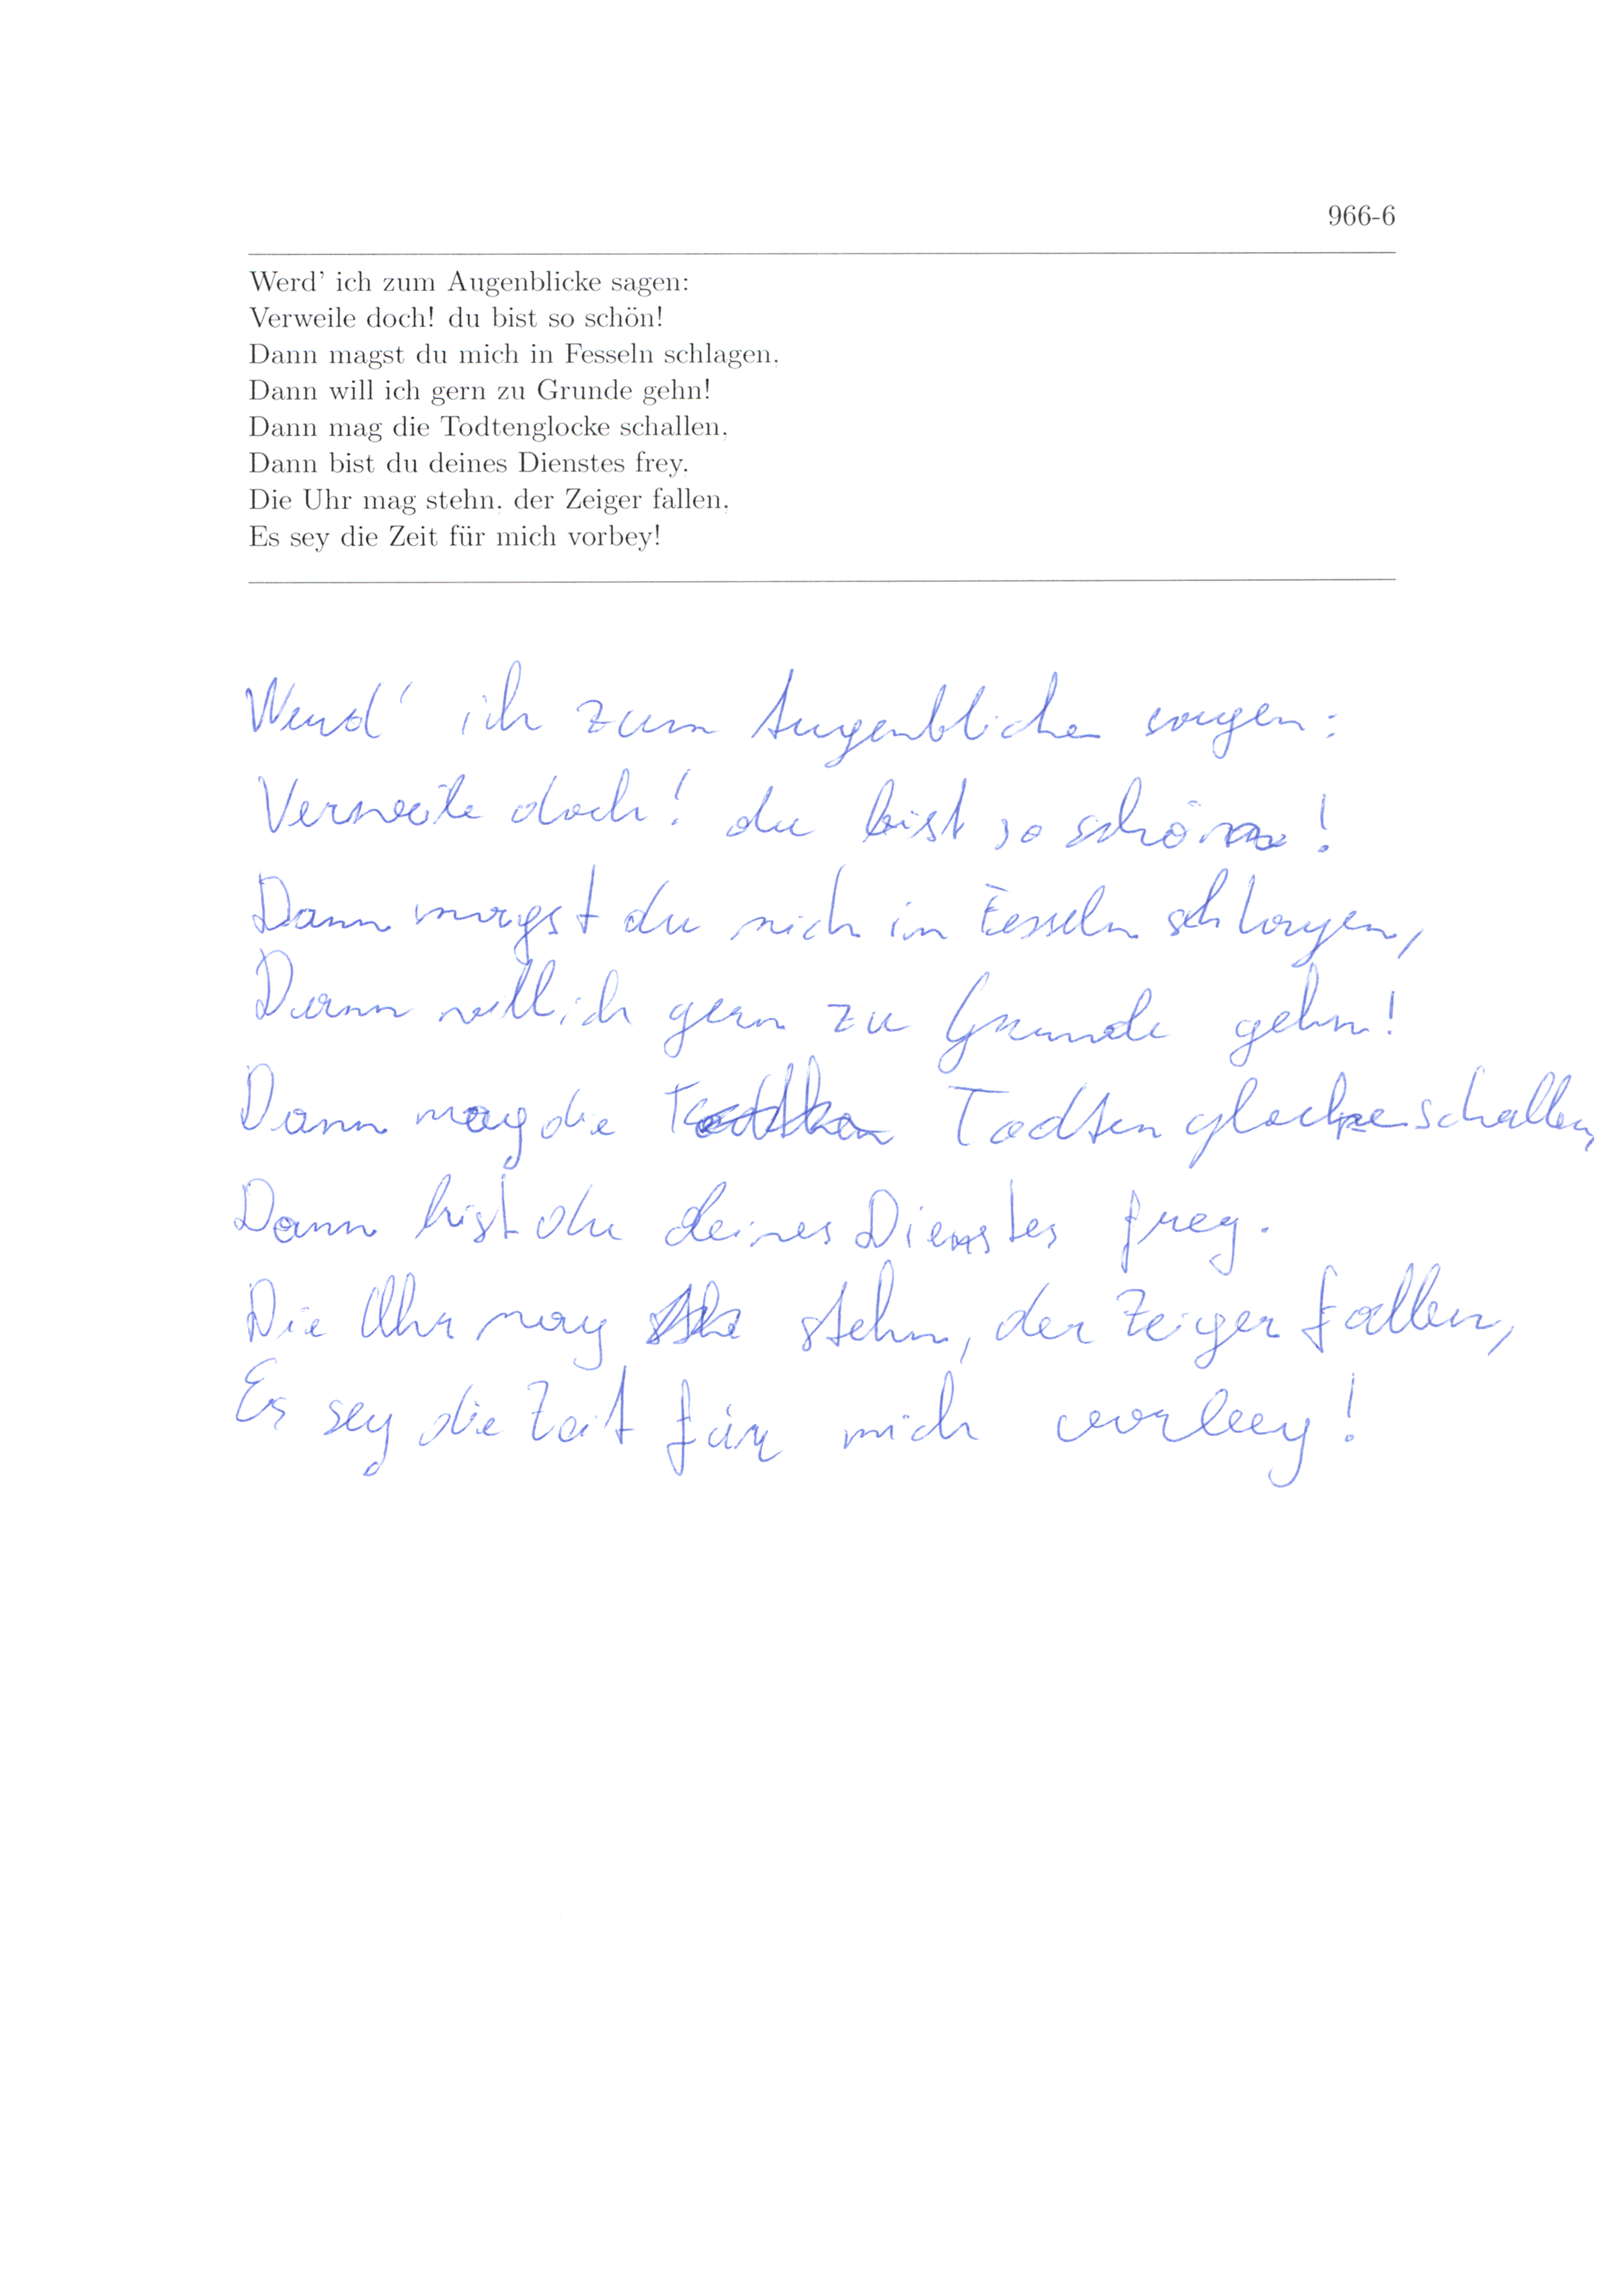 966-6
Werd' ich zum Augenblicke sagen:
Verweile doch! du bist so schön!
Dann magst du mich in Fesseln schlagen,
Dann will ich gern zu Grunde gehn!
Dann mag die Todtenglocke schallen,
Dann bist du deines Dienstes frey.
Die Uhr mag stehn, der Zeiger fallen,
Es sey die Zeit für mich vorbey!
Werd' ich zum Augenblicke sagen:
Verweile doch! du bist so schön!
Dann magst du mich in Fesseln schlagen,
Dann will ich gern zu Grunde gehn!
Dann mag die Todtenglocke schallen,
Dann bist du deines Dienstes frey.
Die Uhr mag stehn, der Zeiger fallen,
Es sey die Zeit für mich vorbey!